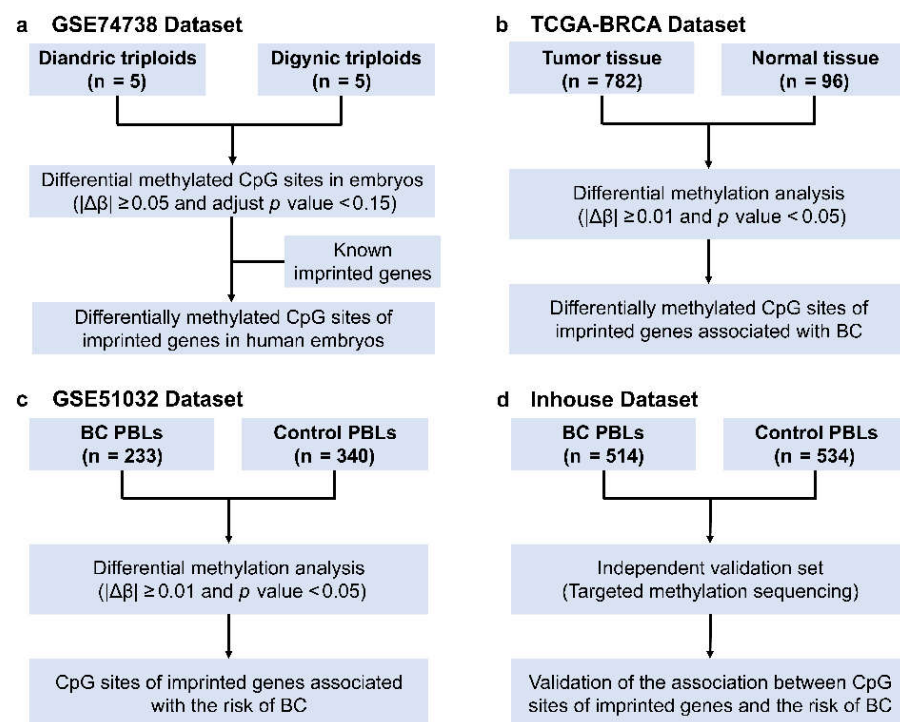 a GSE74738 Dataset
Diandric triploids
(n = 5)
Digynic triploids
(n = 5)
Differential methylated CpG sites in embryos
(|Δβ| ≥0.05 and adjust p value <0.15)
Known
imprinted genes
Differentially methylated CpG sites of
imprinted genes in human embryos
b TCGA-BRCA Dataset
Tumor tissue
(n = 782)
Normal tissue
(n = 96)
Differential methylation analysis
(|Δβ| ≥0.01 and p value <0.05)
Differentially methylated CpG sites of
imprinted genes associated with BC
c GSE51032 Dataset
BC PBLs
(n = 233)
Control PBLs
(n = 340)
Differential methylation analysis
(|Δβ| ≥0.01 and p value <0.05)
CpG sites of imprinted genes associated
with the risk of BC
d Inhouse Dataset
BC PBLs
(n = 514)
Control PBLs
(n = 534)
Independent validation set
(Targeted methylation sequencing)
Validation of the association between CpG
sites of imprinted genes and the risk of BC